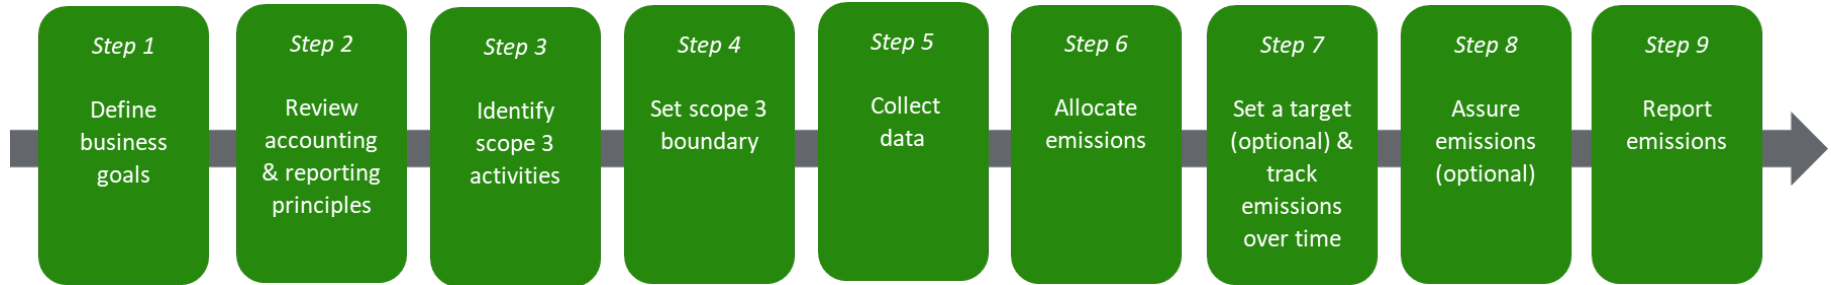 Step 1
Define
business
goals
Step 2
Review
accounting
& reporting
principles
Step 3
Identify
scope 3
activities
Step 4
Set scope 3
boundary
Step 5
Collect
data
Step 6
Allocate
emissions
Step 7
Set a target
(optional) &
track
emissions
over time
Step 8
Assure
emissions
(optional)
Step 9
Report
emissions